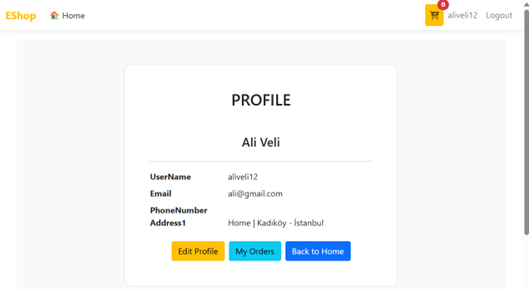 EShop Home 0 aliveli12 Logout
PROFILE
Ali Veli
UserName aliveli12
Email ali@gmail.com
PhoneNumber
Address1 Home | Kadıköy - İstanbul
Edit Profile My Orders Back to Home